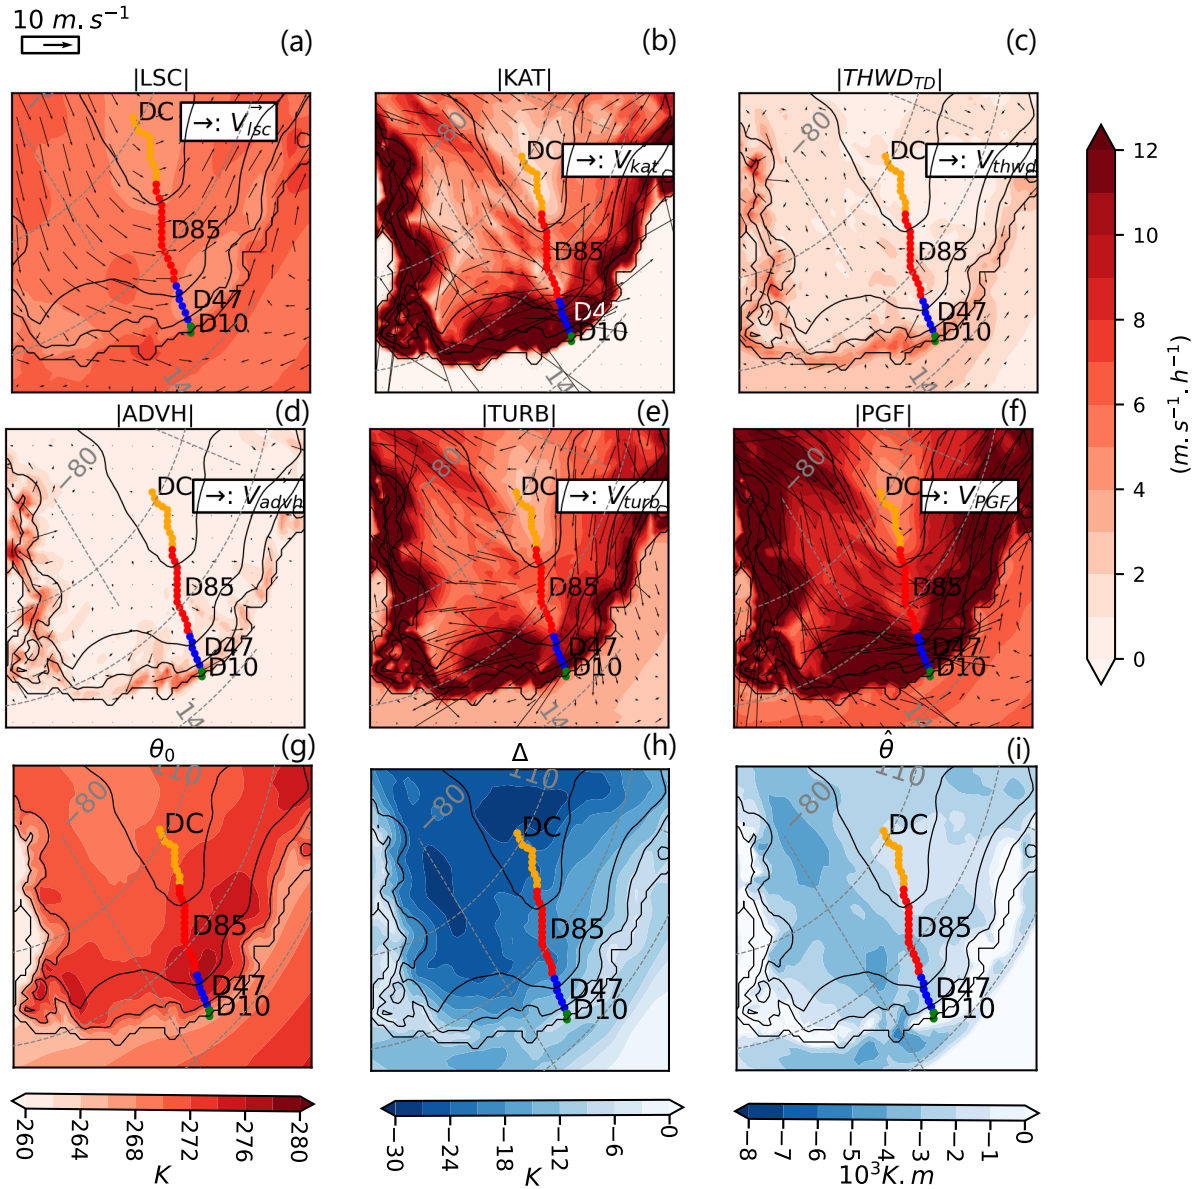 10 m.s⁻¹
(a)
(b)
(c)
|LSC|
|KAT|
|THWD_TD|
DC
→: V_lsc
D85
D47
D10
14
−80
DC
→: V_kat
D85
D4
D10
14
−80
DC
→: V_thwd
D85
D47
D10
14
12
10
8
6
4
2
0
(m.s⁻¹.h⁻¹)
(d)
(e)
(f)
|ADVH|
|TURB|
|PGF|
−80
DC
→: V_advh
D85
D47
D10
14
−80
DC
→: V_turb
D85
D47
D10
14
−80
DC
→: V_PGF
D85
D47
D10
14
(g)
(h)
(i)
θ₀
Δ
θ̂
−80
110
DC
D85
D47
D10
−80
110
DC
D85
D47
D10
−80
DC
D85
D47
D10
260
264
268
272
276
280
K
−30
−24
−18
−12
−6
0
K
−8
−7
−6
−5
−4
−3
−2
−1
0
10³K.m